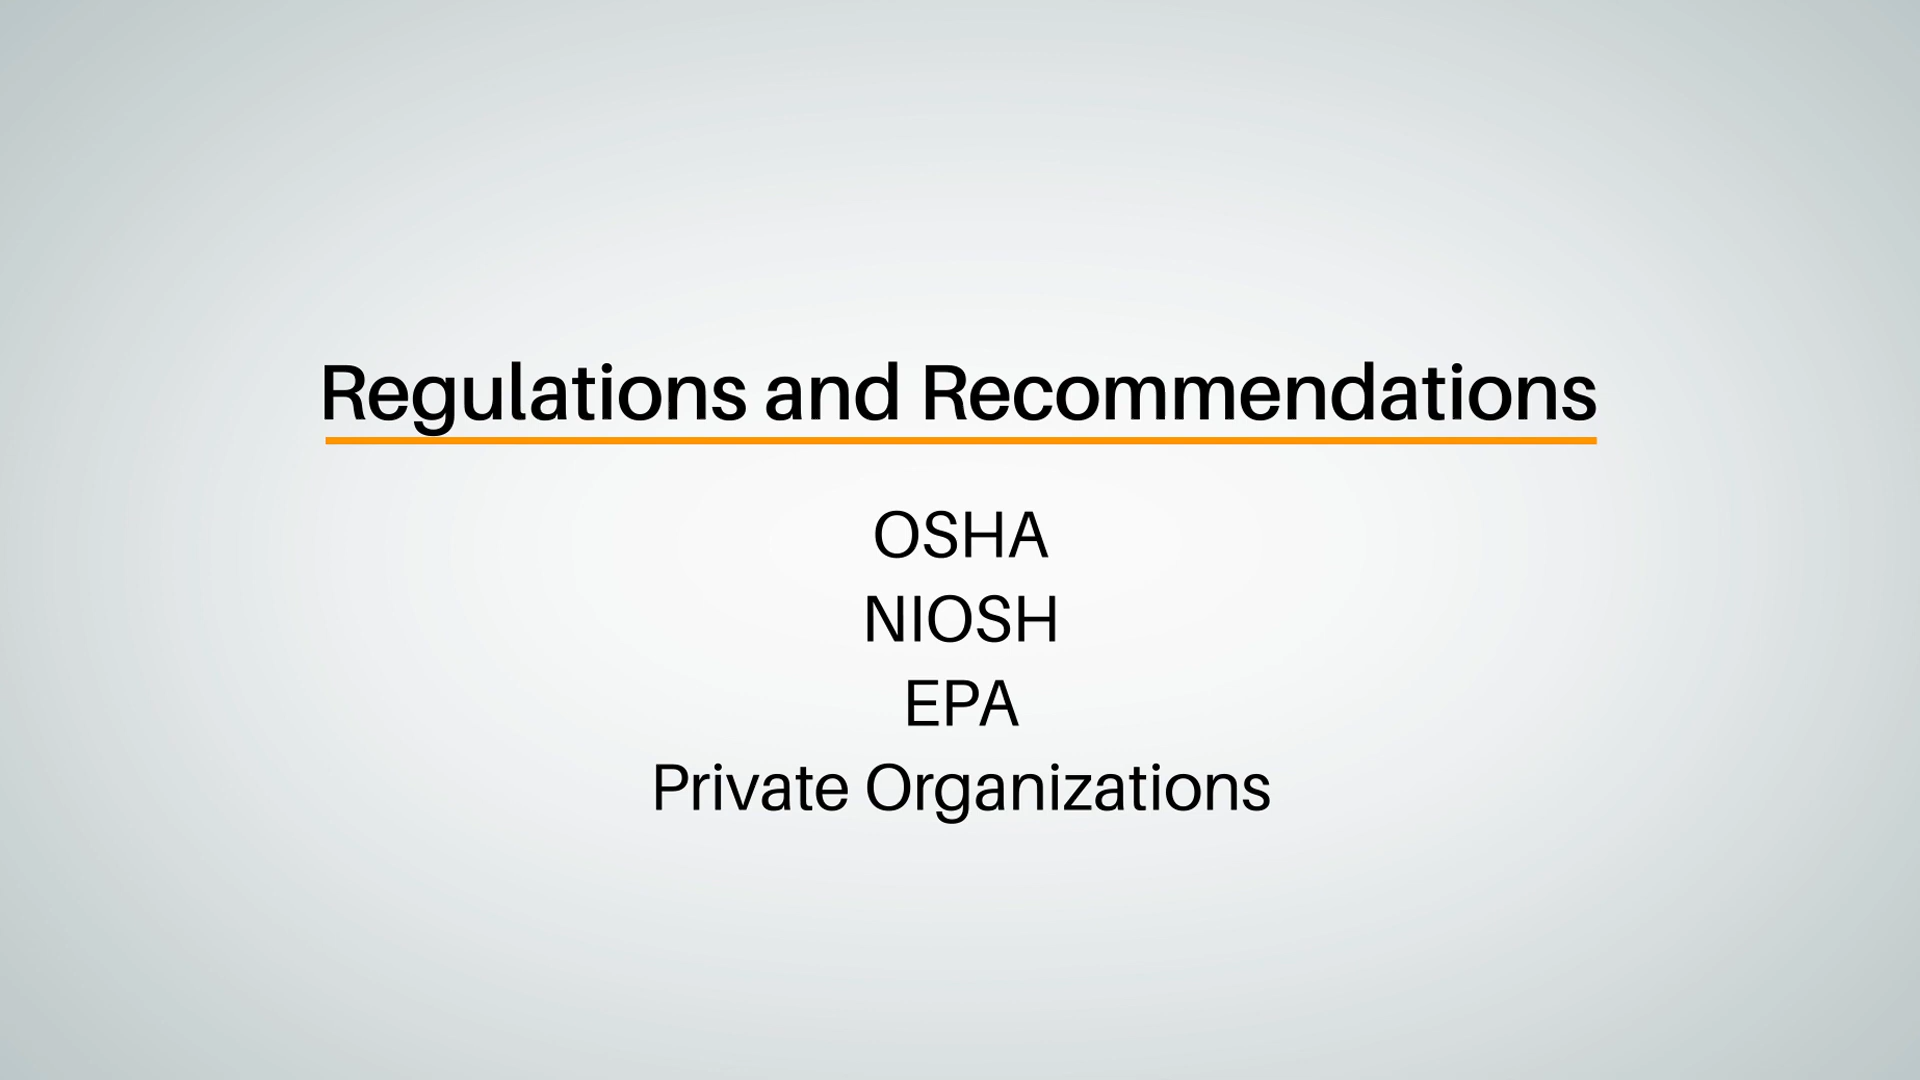 Regulations and Recommendations
OSHA
NIOSH
EPA
Private Organizations